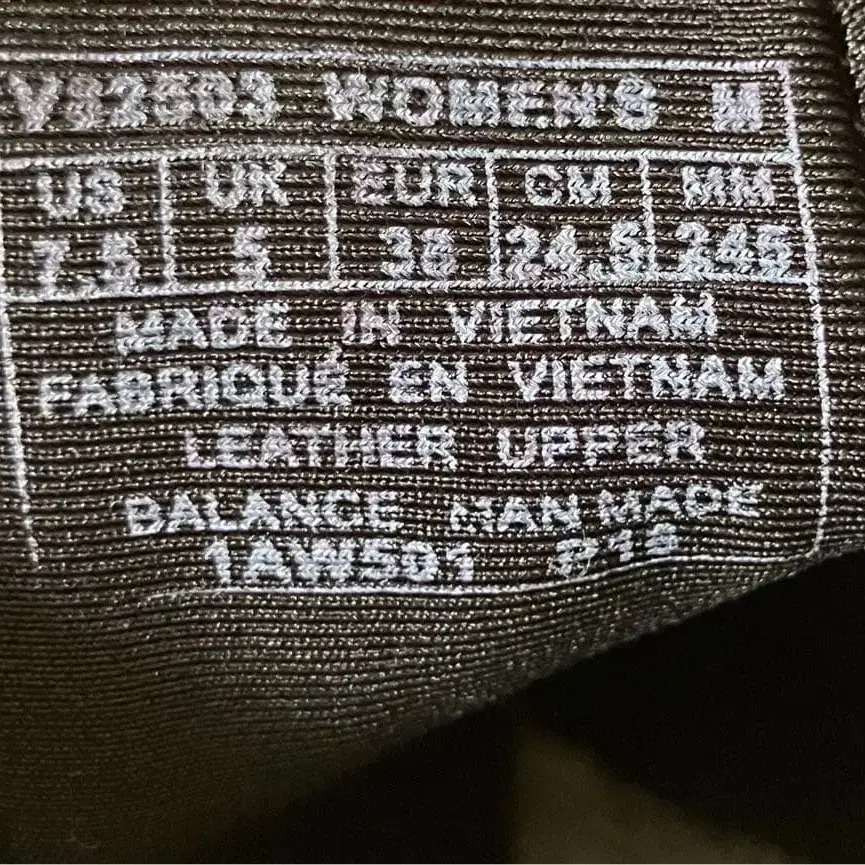 WOMEN'S M
US UK EUR CM MM
7.5 5 38 24.5 245
MADE IN VIETNAM
FABRIQUÉ EN VIETNAM
LEATHER UPPER
BALANCE MAN MADE
1AW591